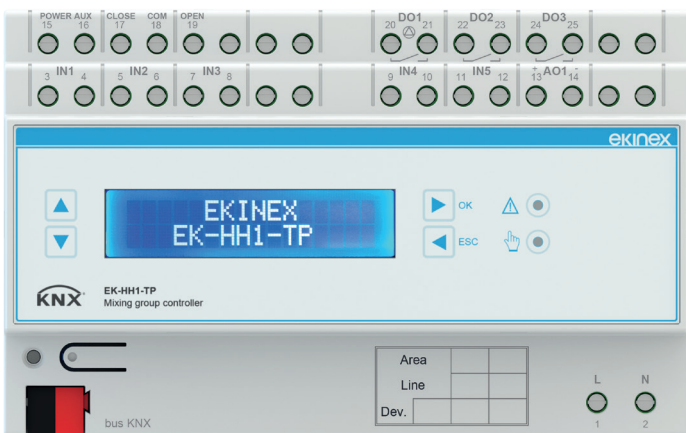 POWER AUX CLOSE COM OPEN DO1 DO2 DO3
15 16 17 18 19 20 21 22 23 24 25
IN1 IN2 IN3 IN4 IN5 + AO1 -
3 4 5 6 7 8 9 10 11 12 13 14
ekinex
EKINEX
EK-HH1-TP
OK
ESC
KNX
EK-HH1-TP
Mixing group controller
Area
Line
Dev.
L N
1 2
bus KNX